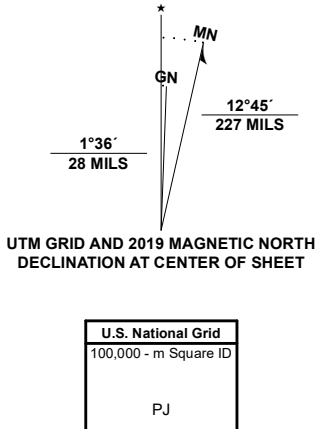 ★
MN
GN
12°45´
227 MILS
1°36´
28 MILS
UTM GRID AND 2019 MAGNETIC NORTH
DECLINATION AT CENTER OF SHEET
U.S. National Grid
100,000 - m Square ID
PJ